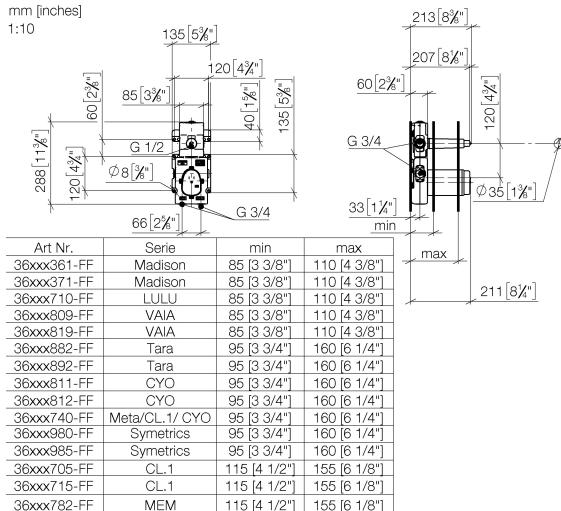 mm [inches]
1:10
135 [5⅜"]
120 [4¾"]
85 [3⅜"]
60 [2⅜"]
40 [1⅝"]
135 [5⅜"]
288 [11⅜"]
120 [4¾"]
G 1/2
Ø8 [⅜"]
66 [2⅝"]
G 3/4
213 [8⅜"]
207 [8⅛"]
60 [2⅜"]
120 [4¾"]
G 3/4
Ø35 [1⅜"]
33 [1¼"]
min
max
211 [8¼"]
Art Nr. Serie min max
36xxx361-FF Madison 85 [3 3/8"] 110 [4 3/8"]
36xxx371-FF Madison 85 [3 3/8"] 110 [4 3/8"]
36xxx710-FF LULU 85 [3 3/8"] 110 [4 3/8"]
36xxx809-FF VAIA 85 [3 3/8"] 110 [4 3/8"]
36xxx819-FF VAIA 85 [3 3/8"] 110 [4 3/8"]
36xxx882-FF Tara 95 [3 3/4"] 160 [6 1/4"]
36xxx892-FF Tara 95 [3 3/4"] 160 [6 1/4"]
36xxx811-FF CYO 95 [3 3/4"] 160 [6 1/4"]
36xxx812-FF CYO 95 [3 3/4"] 160 [6 1/4"]
36xxx740-FF Meta/CL.1/ CYO 95 [3 3/4"] 160 [6 1/4"]
36xxx980-FF Symetrics 95 [3 3/4"] 160 [6 1/4"]
36xxx985-FF Symetrics 95 [3 3/4"] 160 [6 1/4"]
36xxx705-FF CL.1 115 [4 1/2"] 155 [6 1/8"]
36xxx715-FF CL.1 115 [4 1/2"] 155 [6 1/8"]
36xxx782-FF MEM 115 [4 1/2"] 155 [6 1/8"]